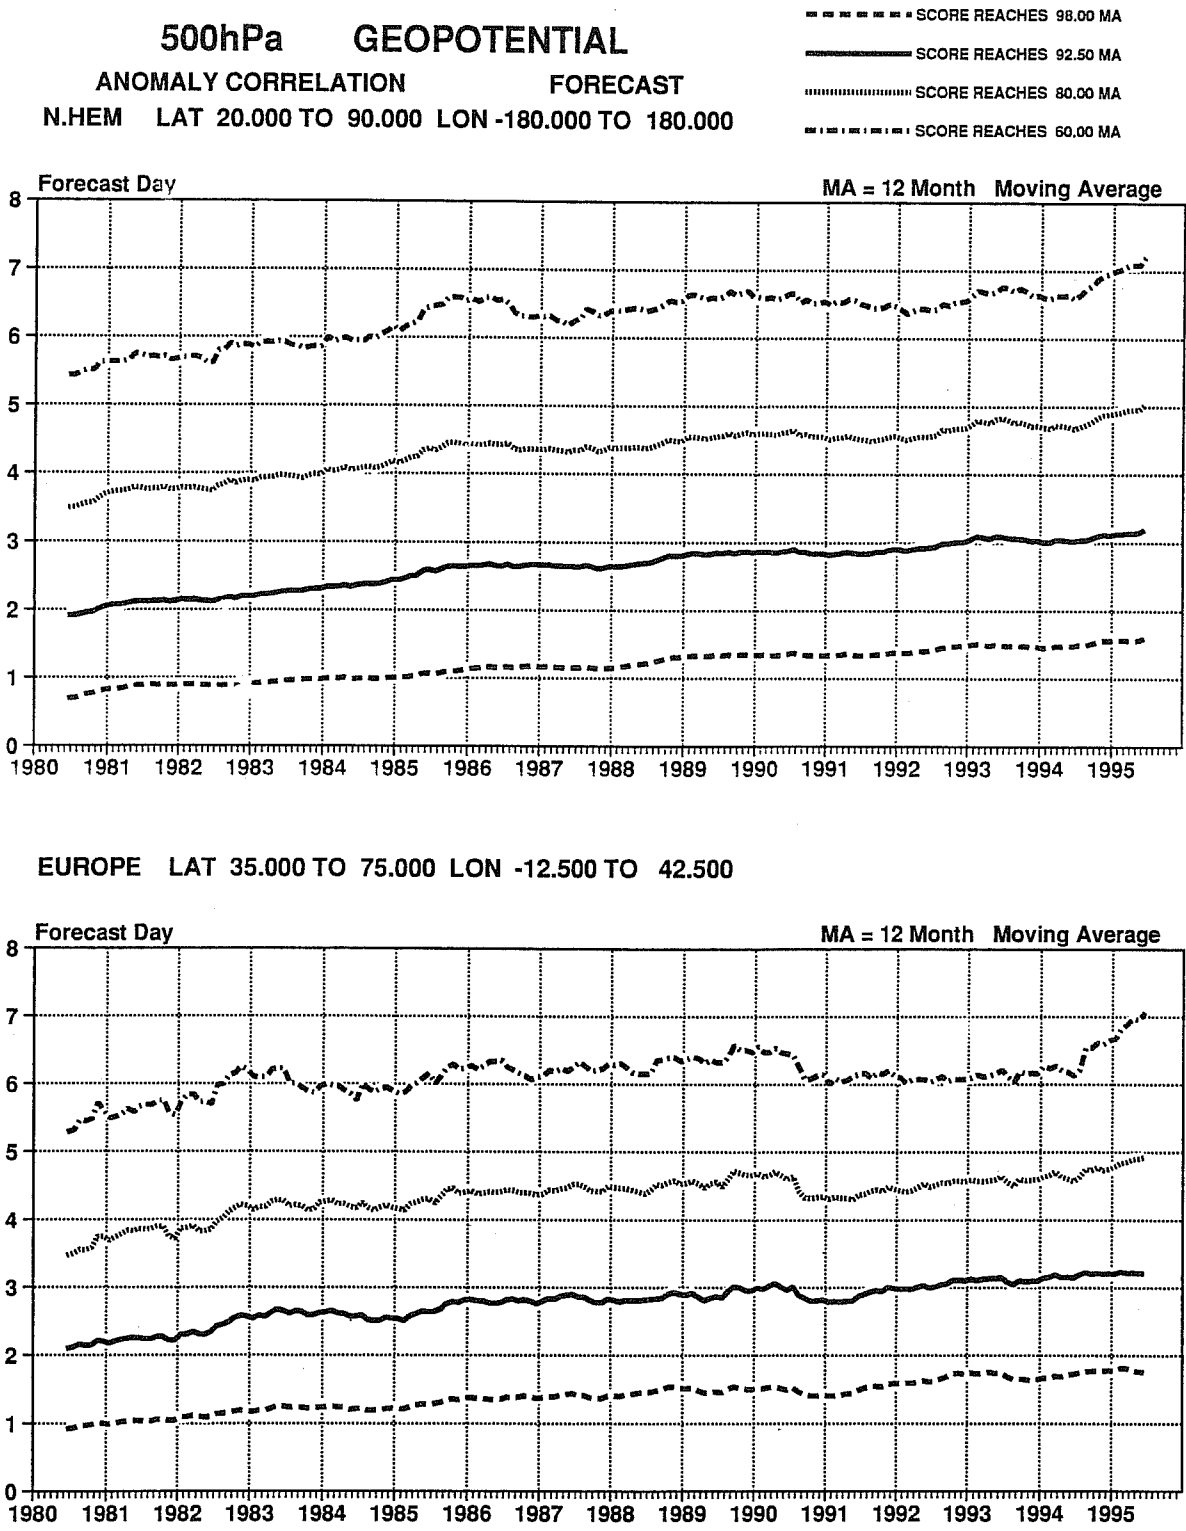 500hPa GEOPOTENTIAL
ANOMALY CORRELATION FORECAST
N.HEM LAT 20.000 TO 90.000 LON -180.000 TO 180.000
SCORE REACHES 98.00 MA
SCORE REACHES 92.50 MA
SCORE REACHES 80.00 MA
SCORE REACHES 60.00 MA
Forecast Day
MA = 12 Month Moving Average
8
7
6
5
4
3
2
1
0
1980 1981 1982 1983 1984 1985 1986 1987 1988 1989 1990 1991 1992 1993 1994 1995
EUROPE LAT 35.000 TO 75.000 LON -12.500 TO 42.500
Forecast Day
MA = 12 Month Moving Average
8
7
6
5
4
3
2
1
0
1980 1981 1982 1983 1984 1985 1986 1987 1988 1989 1990 1991 1992 1993 1994 1995